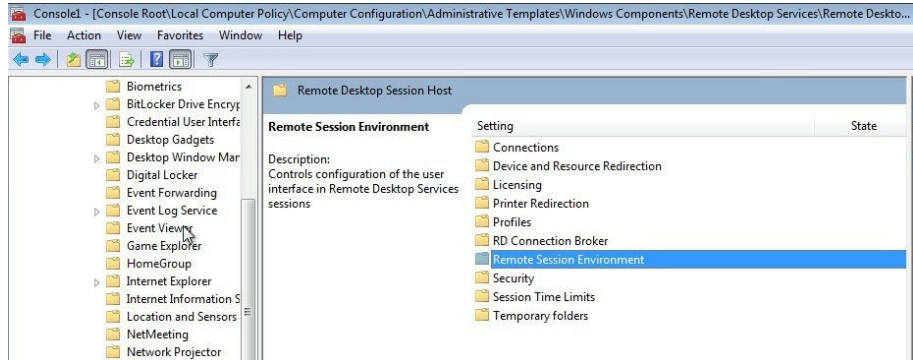 Console1 - [Console Root\Local Computer Policy\Computer Configuration\Administrative Templates\Windows Components\Remote Desktop Services\Remote Deskto...
File Action View Favorites Window Help
Biometrics
BitLocker Drive Encryp
Credential User Interfa
Desktop Gadgets
Desktop Window Mar
Digital Locker
Event Forwarding
Event Log Service
Event Viewer
Game Explorer
HomeGroup
Internet Explorer
Internet Information S
Location and Sensors
NetMeeting
Network Projector
Remote Desktop Session Host
Remote Session Environment
Description:
Controls configuration of the user
interface in Remote Desktop Services
sessions
Setting State
Connections
Device and Resource Redirection
Licensing
Printer Redirection
Profiles
RD Connection Broker
Remote Session Environment
Security
Session Time Limits
Temporary folders